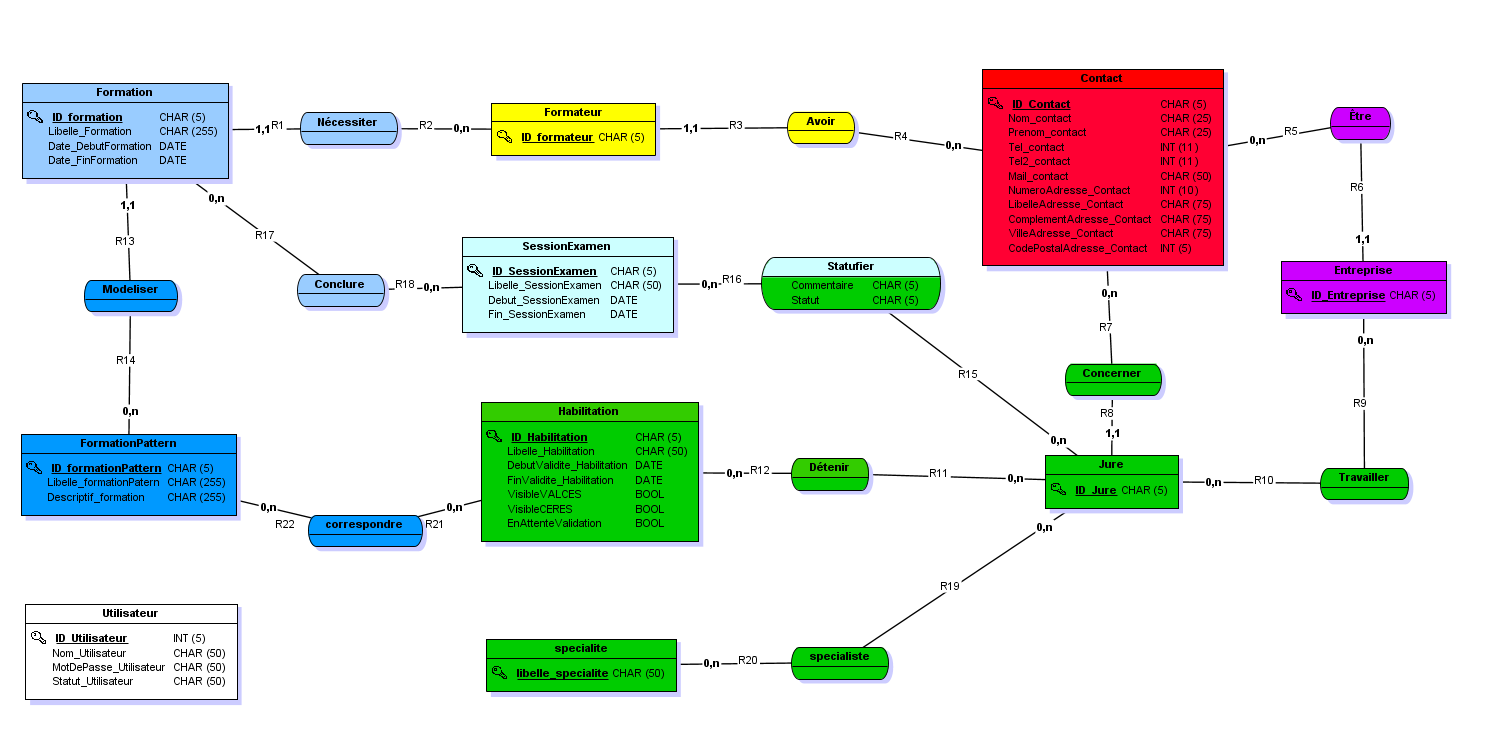 Formation
ID_formation CHAR (5)
Libelle_Formation CHAR (255)
Date_DebutFormation DATE
Date_FinFormation DATE
1,1
R1
Nécessiter
R2
0,n
Formateur
ID_formateur CHAR (5)
1,1
R3
Avoir
R4
0,n
Contact
ID_Contact CHAR (5)
Nom_contact CHAR (25)
Prenom_contact CHAR (25)
Tel_contact INT (11)
Tel2_contact INT (11)
Mail_contact CHAR (50)
NumeroAdresse_Contact INT (10)
LibelleAdresse_Contact CHAR (75)
ComplementAdresse_Contact CHAR (75)
VilleAdresse_Contact CHAR (75)
CodePostalAdresse_Contact INT (5)
0,n
R5
Être
R6
1,1
Entreprise
ID_Entreprise CHAR (5)
0,n
R9
1,1
R13
Modeliser
R14
0,n
0,n
R17
Conclure
R18
0,n
SessionExamen
ID_SessionExamen CHAR (5)
Libelle_SessionExamen CHAR (50)
Debut_SessionExamen DATE
Fin_SessionExamen DATE
0,n
R16
Statufier
Commentaire CHAR (5)
Statut CHAR (5)
R15
0,n
0,n
R7
Concerner
R8
1,1
FormationPattern
ID_formationPattern CHAR (5)
Libelle_formationPatern CHAR (255)
Descriptif_formation CHAR (255)
0,n
R22
correspondre
R21
0,n
Habilitation
ID_Habilitation CHAR (5)
Libelle_Habilitation CHAR (50)
DebutValidite_Habilitation DATE
FinValidite_Habilitation DATE
VisibleVALCES BOOL
VisibleCERES BOOL
EnAttenteValidation BOOL
0,n
R12
Détenir
R11
0,n
Jure
ID_Jure CHAR (5)
0,n
R10
Travailler
0,n
R19
Utilisateur
ID_Utilisateur INT (5)
Nom_Utilisateur CHAR (50)
MotDePasse_Utilisateur CHAR (50)
Statut_Utilisateur CHAR (50)
specialite
libelle_specialite CHAR (50)
0,n
R20
specialiste